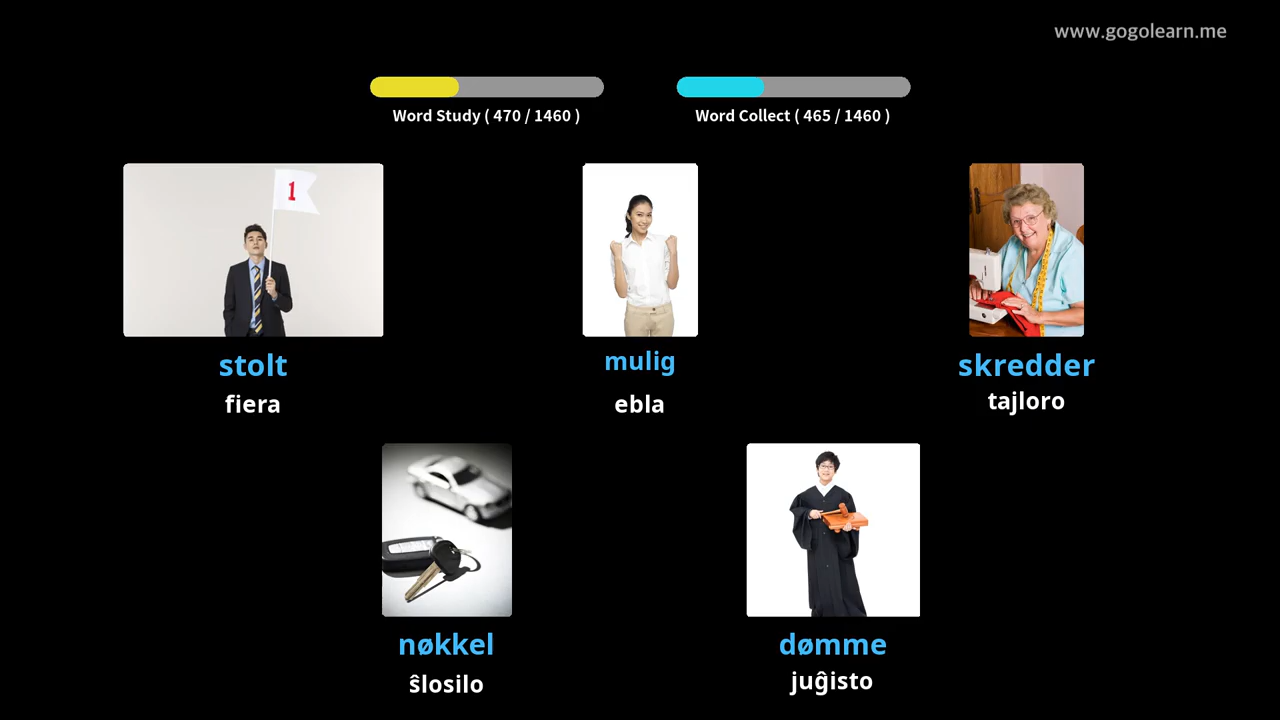 www.gogolearn.me
Word Study ( 470 / 1460 )
Word Collect ( 465 / 1460 )
1
stolt
fiera
mulig
ebla
skredder
tajloro
nøkkel
ŝlosilo
dømme
juĝisto